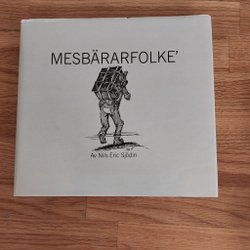 MESBÄRARFOLKE'
Av Nils Eric Sjödin